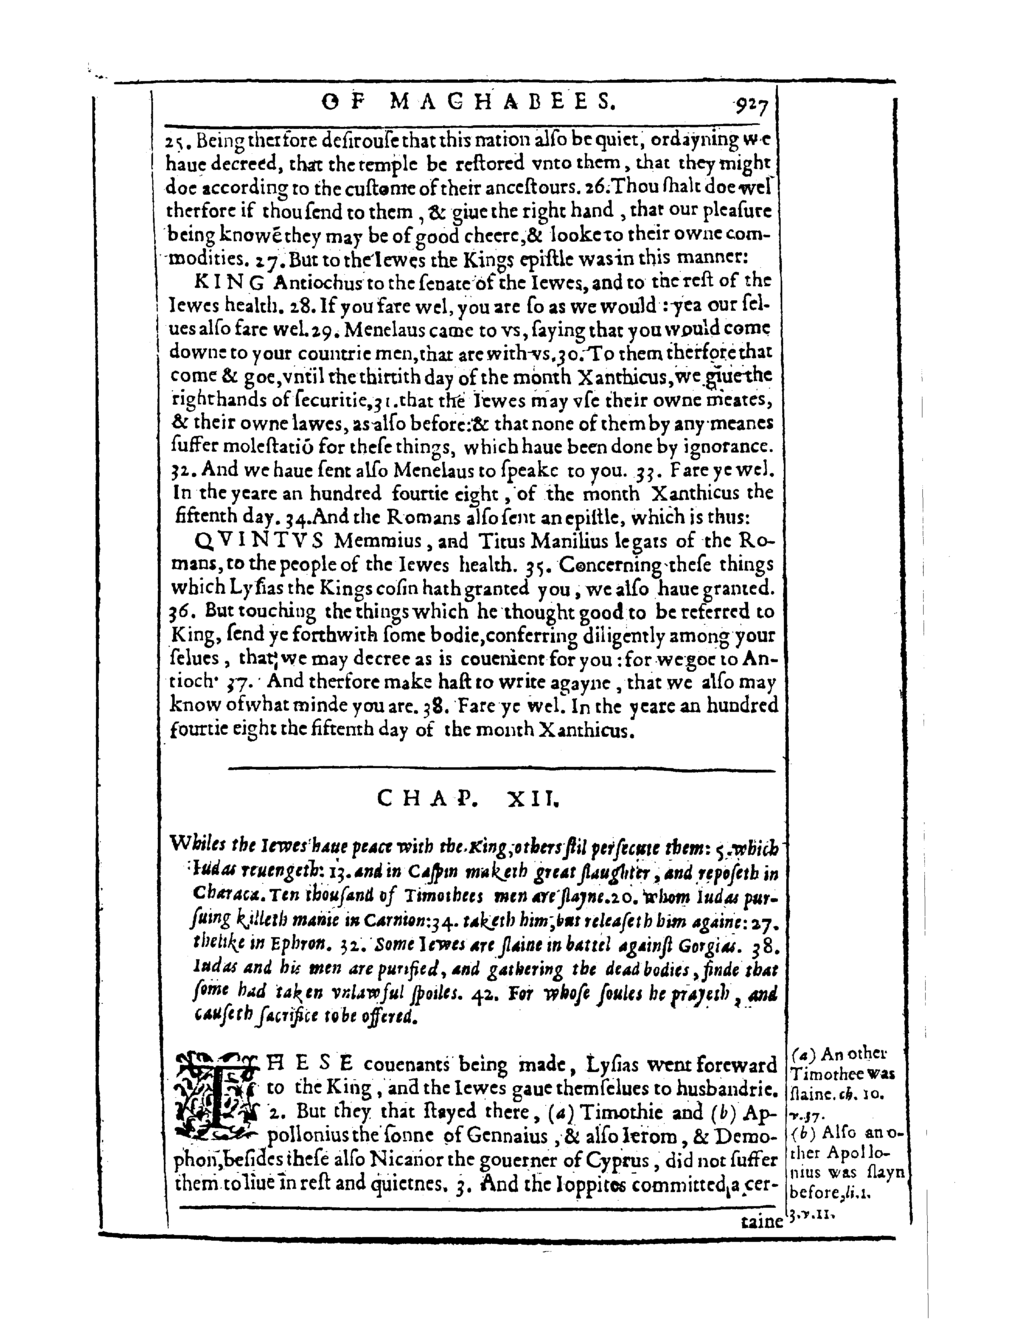 OF MACHABEES. 927
25. Being therfore desirouse that this nation also be quiet, ordayning we
haue decreed, that the temple be restored vnto them, that they might
doe according to the custome of their ancestours. 26. Thou shalt doe wel
therfore if thou send to them, & giue the right hand, that our pleasure
being knowē they may be of good cheere, & looke to their owne com-
modities. 27. But to the Iewes the Kings epistle was in this manner:
KING Antiochus to the senate of the Iewes, and to the rest of the
Iewes health. 28. If you fare wel, you are so as we would : yea our sel-
ues also fare wel. 29. Menelaus came to vs, saying that you would come
downe to your countrie men, that are with vs. 30. To them therfore that
come & goe, vntil the thirtith day of the month Xanthicus, we giue the
right hands of securitie, 31. that the Iewes may vse their owne meates,
& their owne lawes, as also before: & that none of them by any meanes
suffer molestatiō for these things, which haue been done by ignorance.
32. And we haue sent also Menelaus to speake to you. 33. Fare ye wel.
In the yeare an hundred fourtie eight, of the month Xanthicus the
fiftenth day. 34. And the Romans also sent an epistle, which is thus:
QVINTVS Memmius, and Titus Manilius legats of the Ro-
mans, to the people of the Iewes health. 35. Concerning these things
which Lysias the Kings cosin hath granted you, we also haue granted.
36. But touching the things which he thought good to be referred to
King, send ye forthwith some bodie, conferring diligently among your
selues, that we may decree as is couenient for you : for we goe to An-
tioch. 37. And therfore make hast to write agayne, that we also may
know of what minde you are. 38. Fare ye wel. In the yeare an hundred
fourtie eight the fiftenth day of the month Xanthicus.
CHAP. XII.
Whiles the Iewes haue peace with the King, others stil persecute them: 5. which
Iudas reuengeth: 13. and in Caspin maketh great slaughter, and reposeth in
Characa. Ten thousand of Timothees men are slayne. 20. whom Iudas pur-
suing killeth manie in Carnion: 34. taketh him, but releaseth him againe: 27.
the like in Ephron. 32. Some Iewes are slaine in battel against Gorgias. 38.
Iudas and his men are purified, and gathering the dead bodies, finde that
some had taken vnlawful spoiles. 42. For whose soules he prayeth, and
causeth sacrifice to be offered.
THESE couenants being made, Lysias went foreward
to the King, and the Iewes gaue themselues to husbandrie.
2. But they that stayed there, (a) Timothie and (b) Ap-
pollonius the sonne of Gennaius, & also Ierom, & Demo-
phon, besides these also Nicanor the gouerner of Cyprus, did not suffer
them to liue in rest and quietnes. 3. And the Ioppites committed a cer-
taine
(a) An other
Timothee was
slaine. ch. 10.
v. 37.
(b) Also ano-
ther Apollo-
nius was slayn
before, li. 1.
3. v. 11.